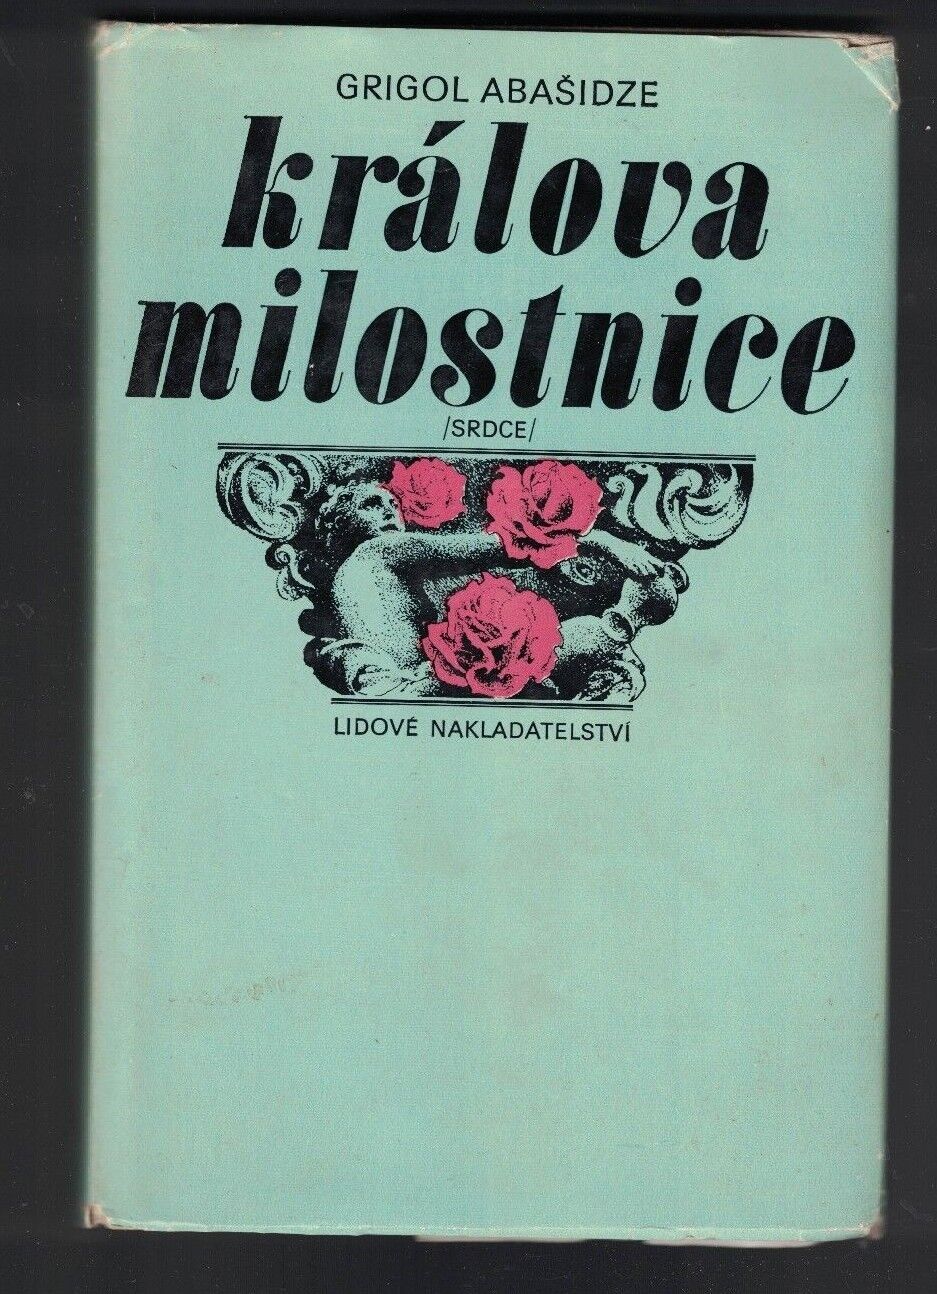 GRIGOL ABAŠIDZE
králova
milostnice
/SRDCE/
LIDOVÉ NAKLADATELSTVÍ